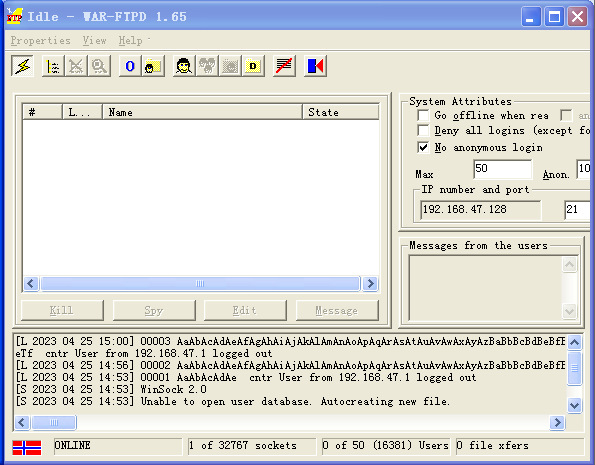 Idle - WAR-FTPD 1.65
Properties View Help
FTP
O
D
# L... Name State
System Attributes
Go offline when rea an
Deny all logins (except fo
No anonymous login
Max 50 Anon. 10
IP number and port
192.168.47.128 21
Messages from the users
Kill Spy Edit Message
[L 2023 04 25 15:00] 00003 AaAbAcAdAeAfAgAhAiAjAkAlAmAnAoApAqArAsAtAuAvAwAxAyAzBaBbBcBdBeBfB
eTf cntr User from 192.168.47.1 logged out
[L 2023 04 25 14:56] 00002 AaAbAcAdAeAfAgAhAiAjAkAlAmAnAoApAqArAsAtAuAvAwAxAyAzBaBbBcBdBeBfB
[L 2023 04 25 14:53] 00001 AaAbAcAdAe cntr User from 192.168.47.1 logged out
[S 2023 04 25 14:53] WinSock 2.0
[S 2023 04 25 14:53] Unable to open user database. Autocreating new file.
ONLINE 1 of 32767 sockets 0 of 50 (16381) Users 0 file xfers